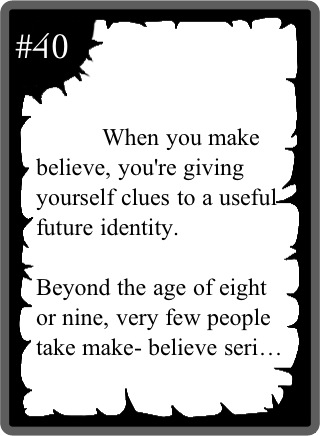 #40
When you make
believe, you're giving
yourself clues to a useful
future identity.
Beyond the age of eight
or nine, very few people
take make- believe seri…